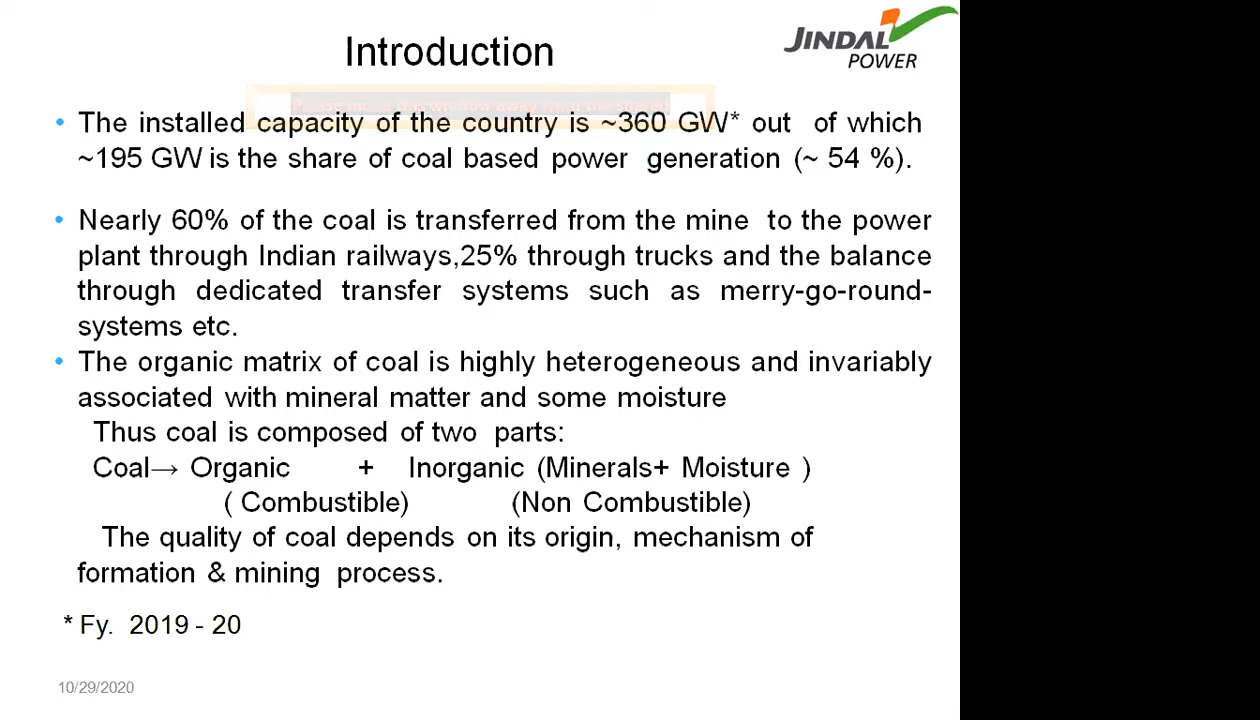 Introduction
JINDAL
POWER
• The installed capacity of the country is ~360 GW* out of which
~195 GW is the share of coal based power generation (~ 54 %).
• Nearly 60% of the coal is transferred from the mine to the power
plant through Indian railways,25% through trucks and the balance
through dedicated transfer systems such as merry-go-round-
systems etc.
• The organic matrix of coal is highly heterogeneous and invariably
associated with mineral matter and some moisture
Thus coal is composed of two parts:
Coal→ Organic + Inorganic (Minerals+ Moisture )
( Combustible) (Non Combustible)
The quality of coal depends on its origin, mechanism of
formation & mining process.
* Fy. 2019 - 20
10/29/2020